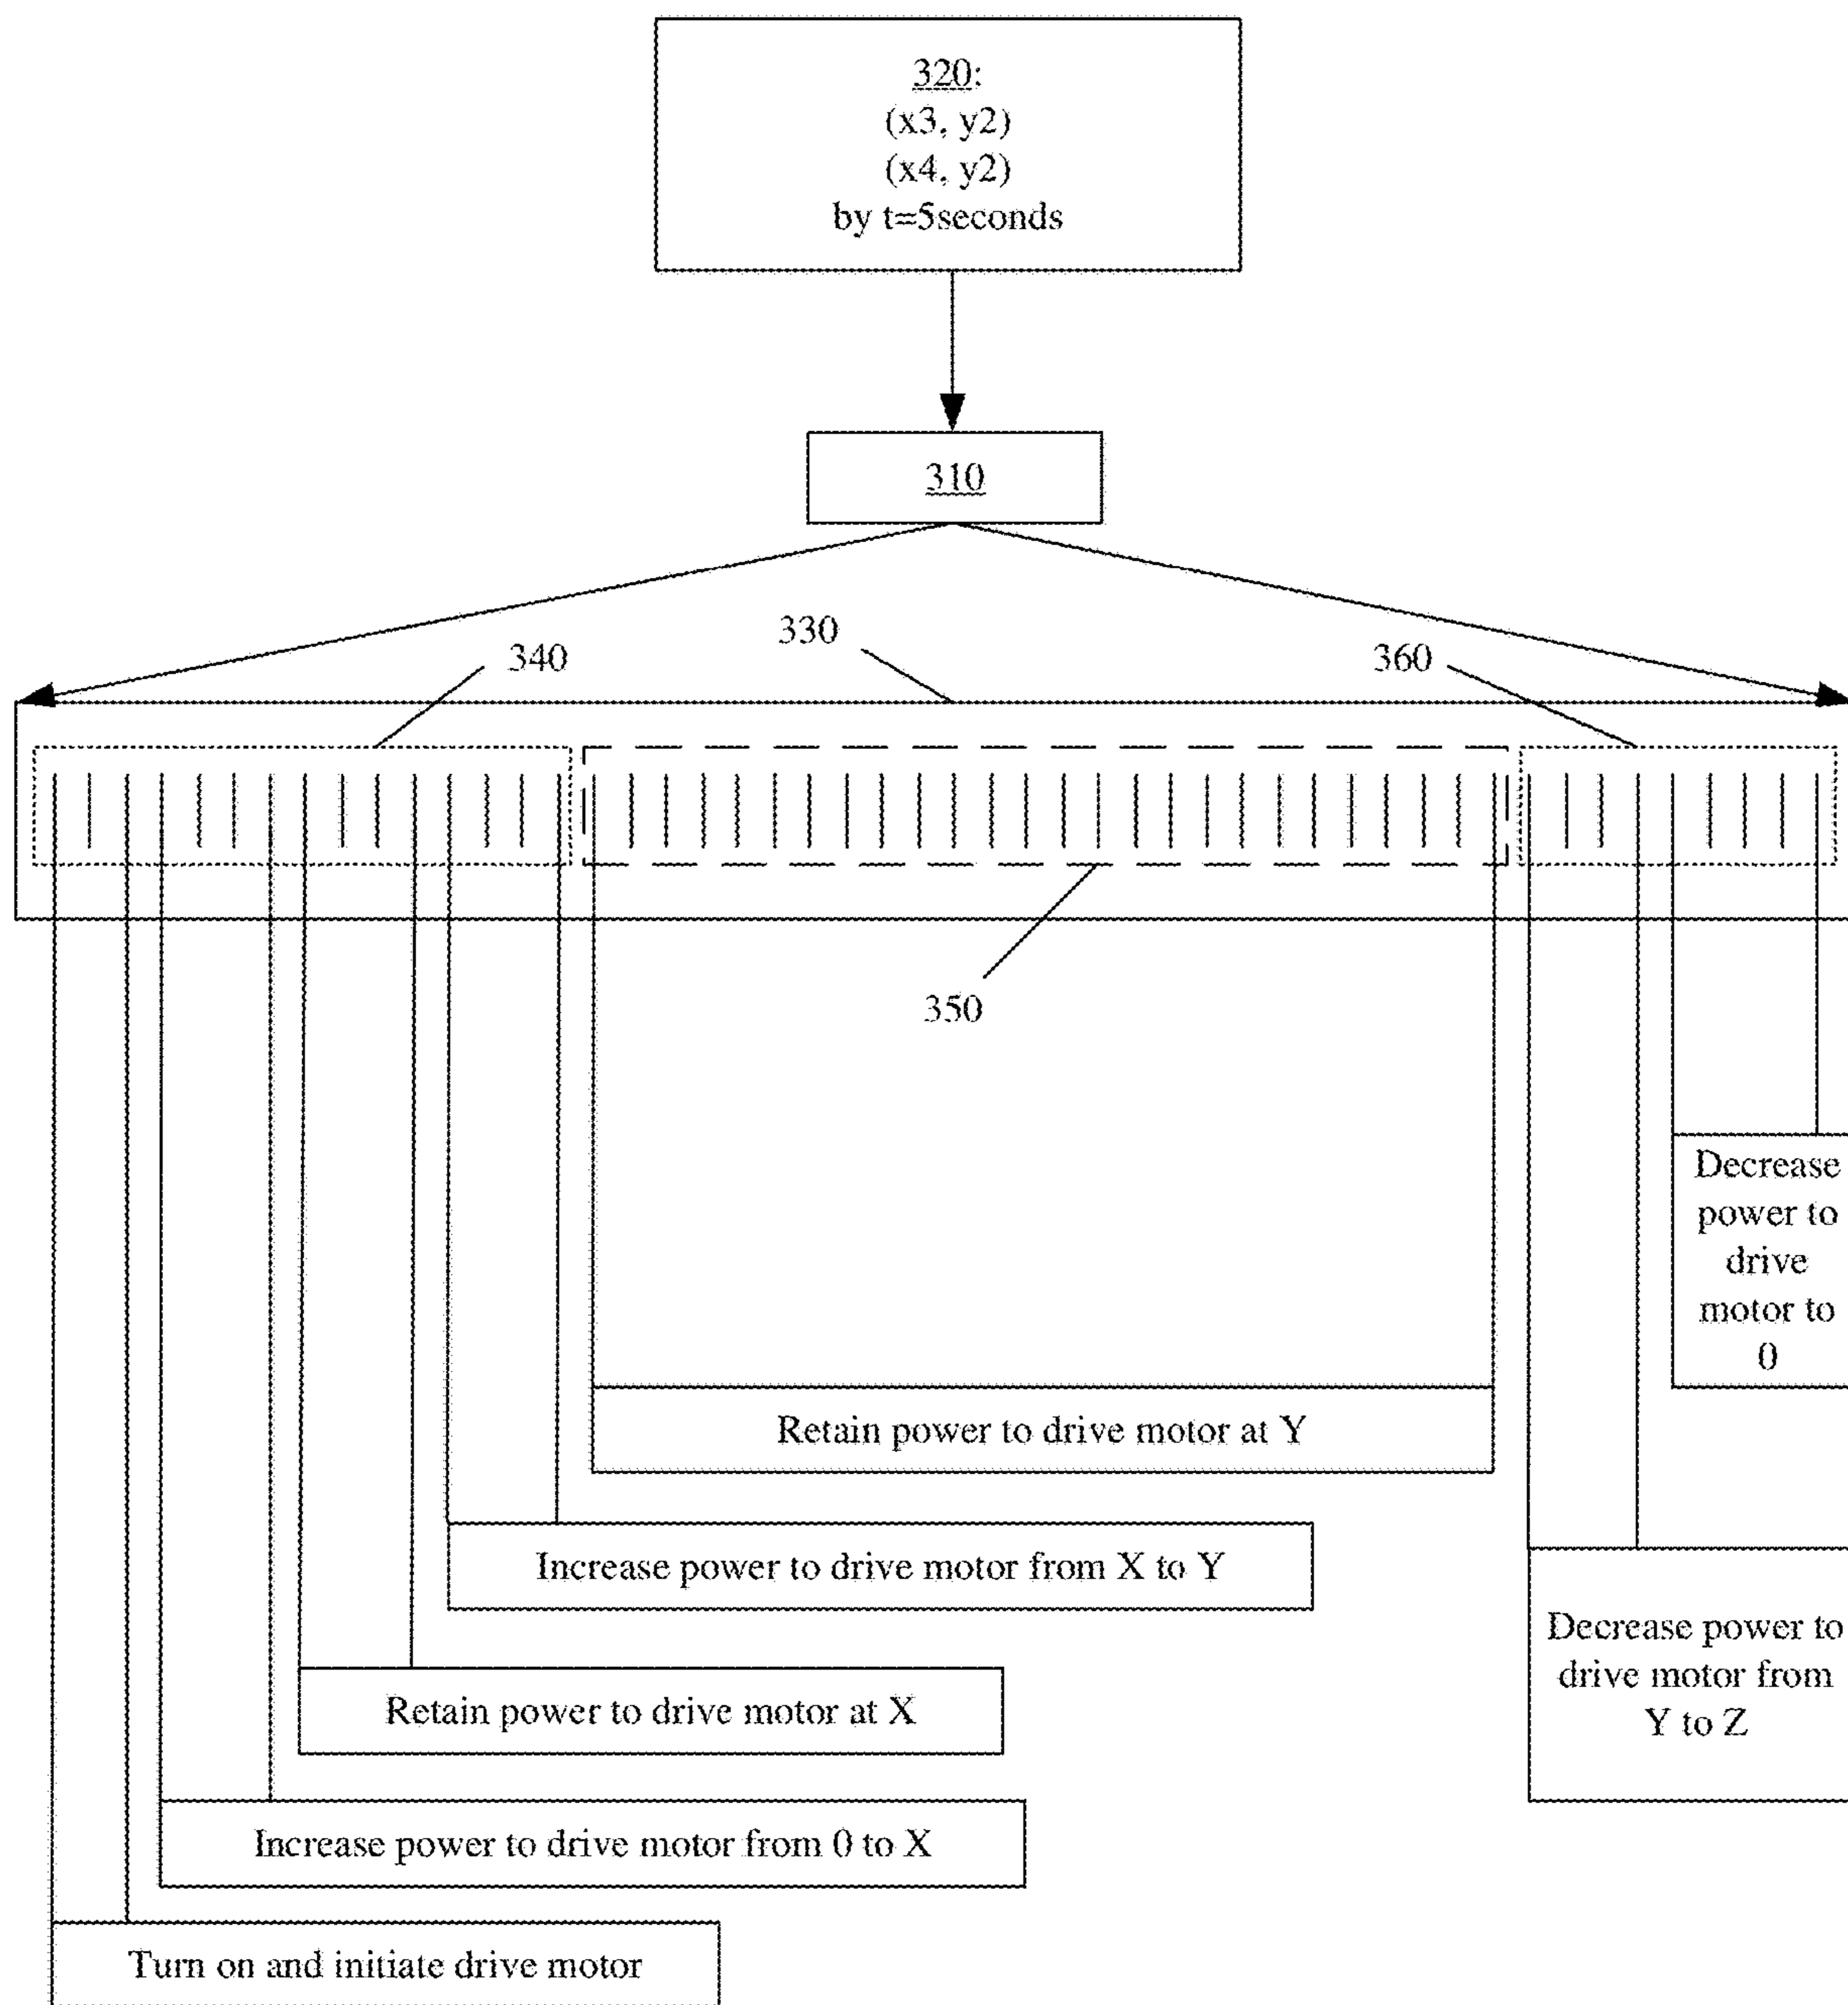 320:
(x3, y2)
(x4, y2)
by t=5seconds
310
330
340
360
350
Decrease
power to
drive
motor to
0
Retain power to drive motor at Y
Increase power to drive motor from X to Y
Decrease power to
drive motor from
Y to Z
Retain power to drive motor at X
Increase power to drive motor from 0 to X
Turn on and initiate drive motor